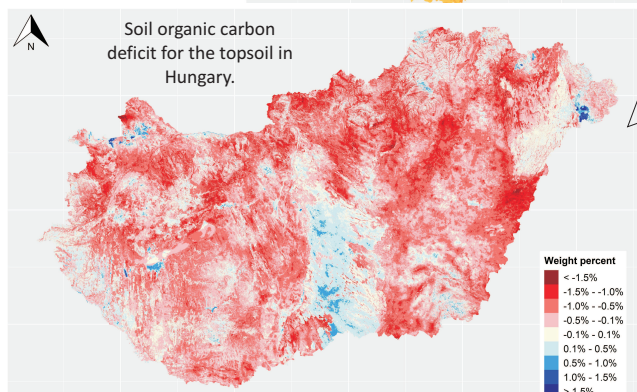 N
Soil organic carbon
deficit for the topsoil in
Hungary.
Weight percent
< -1.5%
-1.5% - -1.0%
-1.0% - -0.5%
-0.5% - -0.1%
-0.1% - 0.1%
0.1% - 0.5%
0.5% - 1.0%
1.0% - 1.5%
> 1.5%